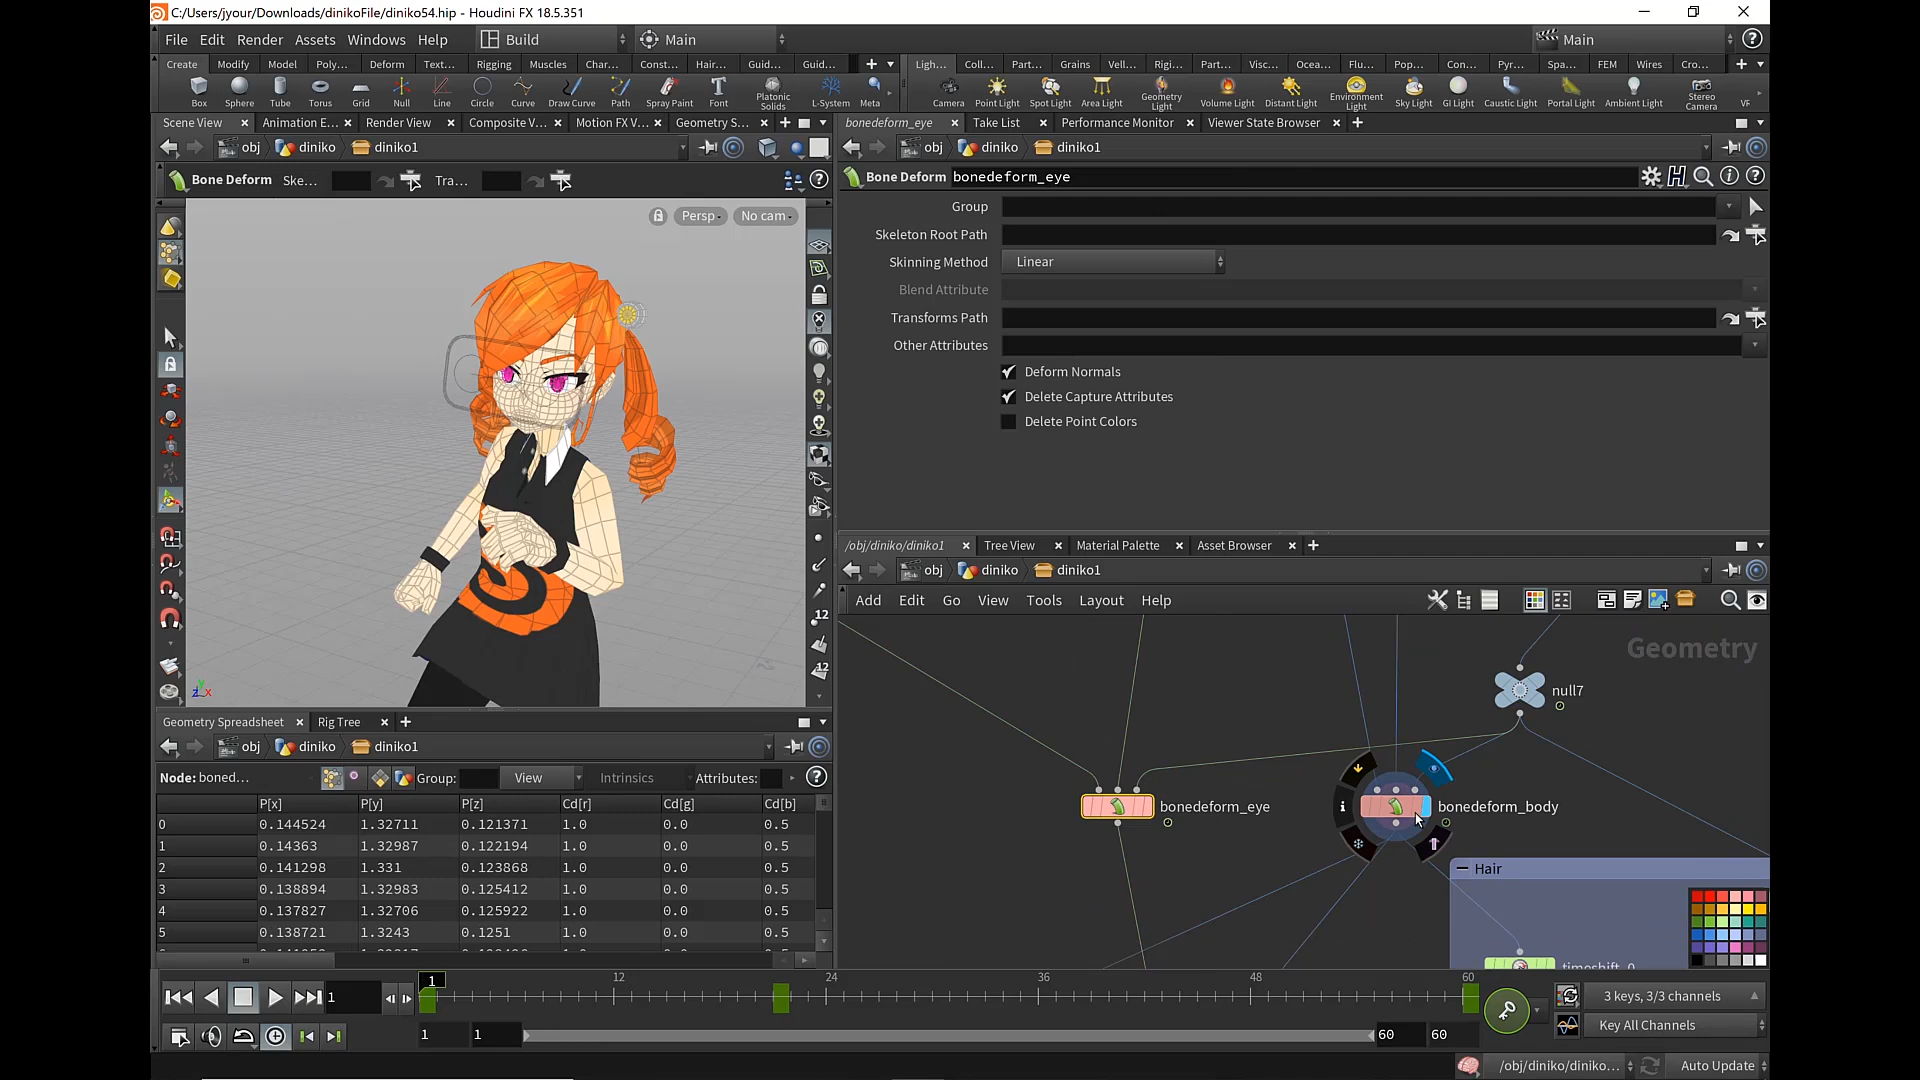 C:/Users/jyour/Downloads/dinikoFile/diniko54.hip - Houdini FX 18.5.351
File Edit Render Assets Windows Help Build Main Main
Create Modify Model Poly... Deform Text... Rigging Muscles Char... Const... Hair... Guid... Guid...
Box Sphere Tube Torus Grid Null Line Circle Curve Draw Curve Path Spray Paint Font Platonic Solids L-System Meta
Ligh... Coll... Part... Grains Vell... Rigi... Part... Visc... Ocea... Flu... Pop... Con... Pyr... Spa... FEM Wires Cro...
Camera Point Light Spot Light Area Light Geometry Light Volume Light Distant Light Environment Light Sky Light GI Light Caustic Light Portal Light Ambient Light Stereo Camera VR
Scene View Animation E... Render View Composite V... Motion FX V... Geometry S...
obj diniko diniko1
Bone Deform Ske... Tra...
Persp No cam
bonedeform_eye Take List Performance Monitor Viewer State Browser
obj diniko diniko1
Bone Deform bonedeform_eye
Group
Skeleton Root Path
Skinning Method Linear
Blend Attribute
Transforms Path
Other Attributes
Deform Normals
Delete Capture Attributes
Delete Point Colors
12
12
/obj/diniko/diniko1 Tree View Material Palette Asset Browser
obj diniko diniko1
Add Edit Go View Tools Layout Help
Geometry
null7
bonedeform_eye
bonedeform_body
Hair
timeshift_0
Geometry Spreadsheet Rig Tree
obj diniko diniko1
Node: boned... Group: View Intrinsics Attributes:
P[x] P[y] P[z] Cd[r] Cd[g] Cd[b]
0 0.144524 1.32711 0.121371 1.0 0.0 0.5
1 0.14363 1.32987 0.122194 1.0 0.0 0.5
2 0.141298 1.331 0.123868 1.0 0.0 0.5
3 0.138894 1.32983 0.125412 1.0 0.0 0.5
4 0.137827 1.32706 0.125922 1.0 0.0 0.5
5 0.138721 1.3243 0.1251 1.0 0.0 0.5
1 12 24 36 48 60
1
3 keys, 3/3 channels
1 1 60 60
Key All Channels
/obj/diniko/diniko... Auto Update